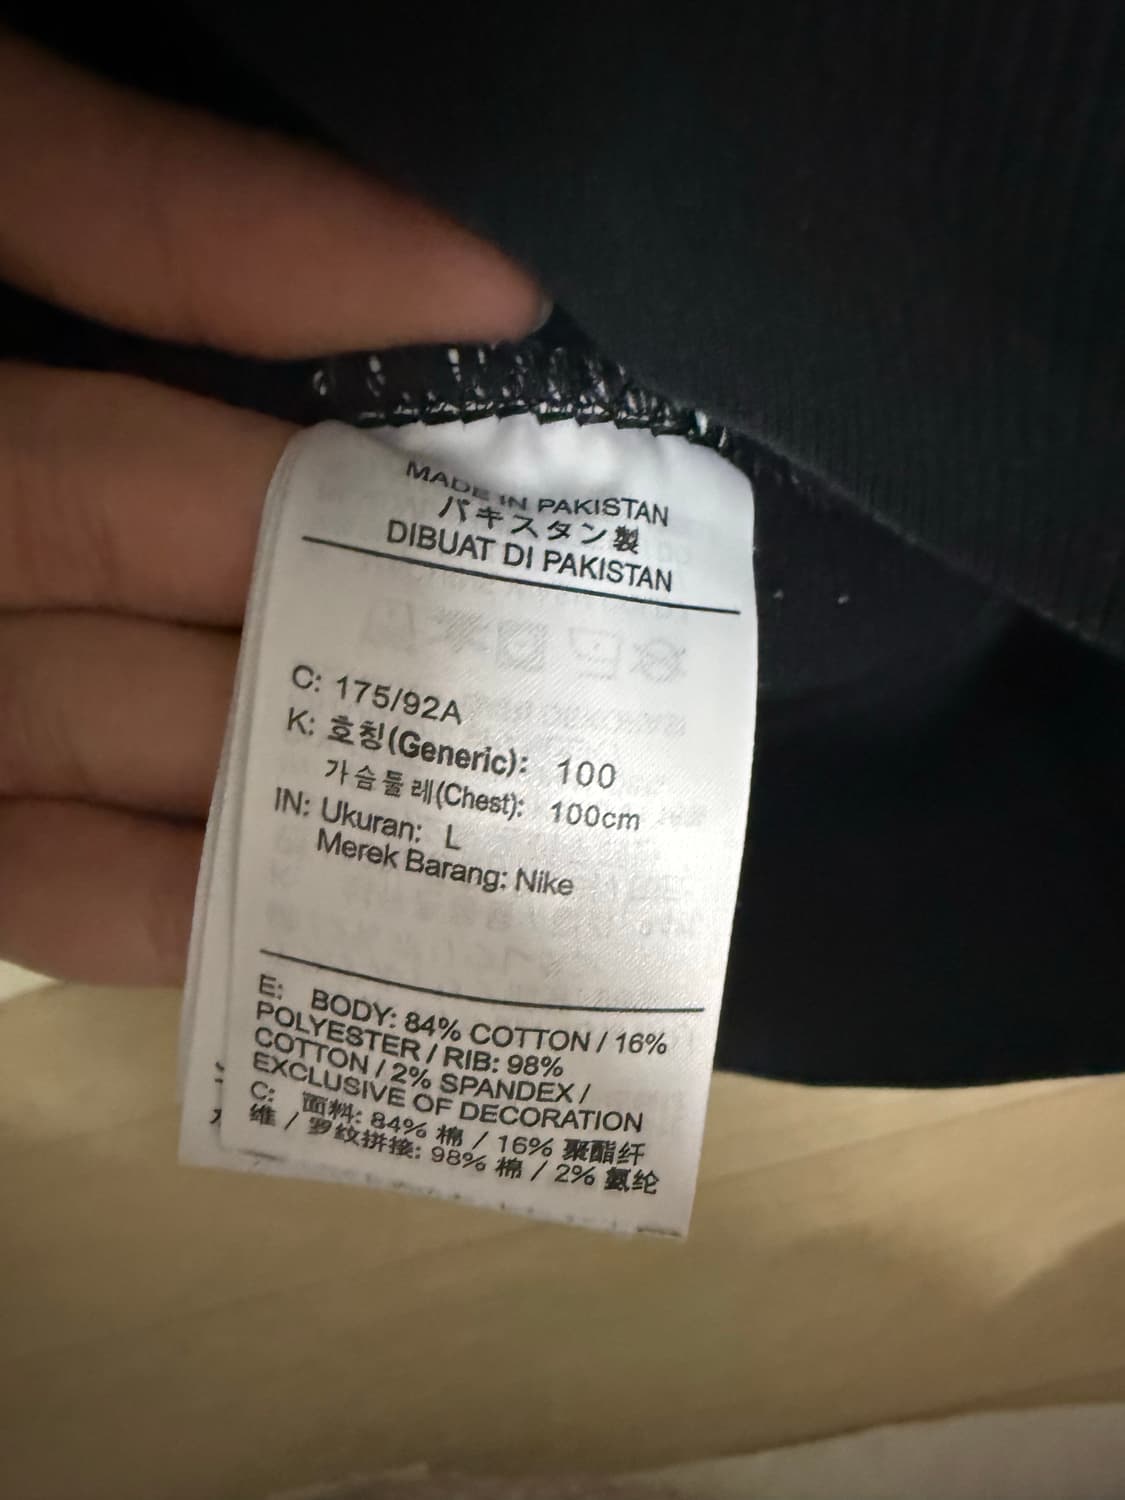 MADE IN PAKISTAN
パキスタン製
DIBUAT DI PAKISTAN
C: 175/92A
K: 호칭(Generic): 100
가슴둘레(Chest): 100cm
IN: Ukuran: L
Merek Barang: Nike
E: BODY: 84% COTTON / 16%
POLYESTER / RIB: 98%
COTTON / 2% SPANDEX /
EXCLUSIVE OF DECORATION
C: 面料: 84% 棉 / 16% 聚酯纤
维 / 罗纹拼接: 98% 棉 / 2% 氨纶